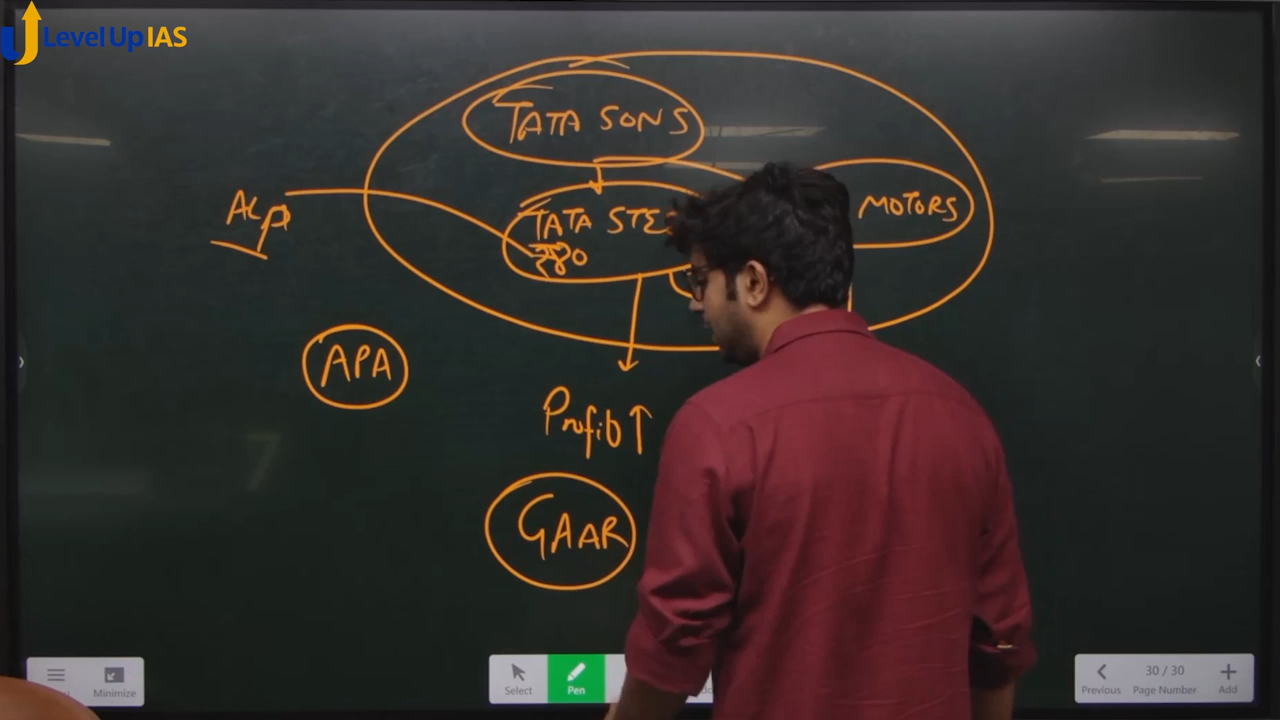 Level Up IAS
TATA SONS
TATA STE
MOTORS
ALP
₹80
APA
Profit ↑
GAAR
Minimize
Select
Pen
Previous
30 / 30
Page Number
Add